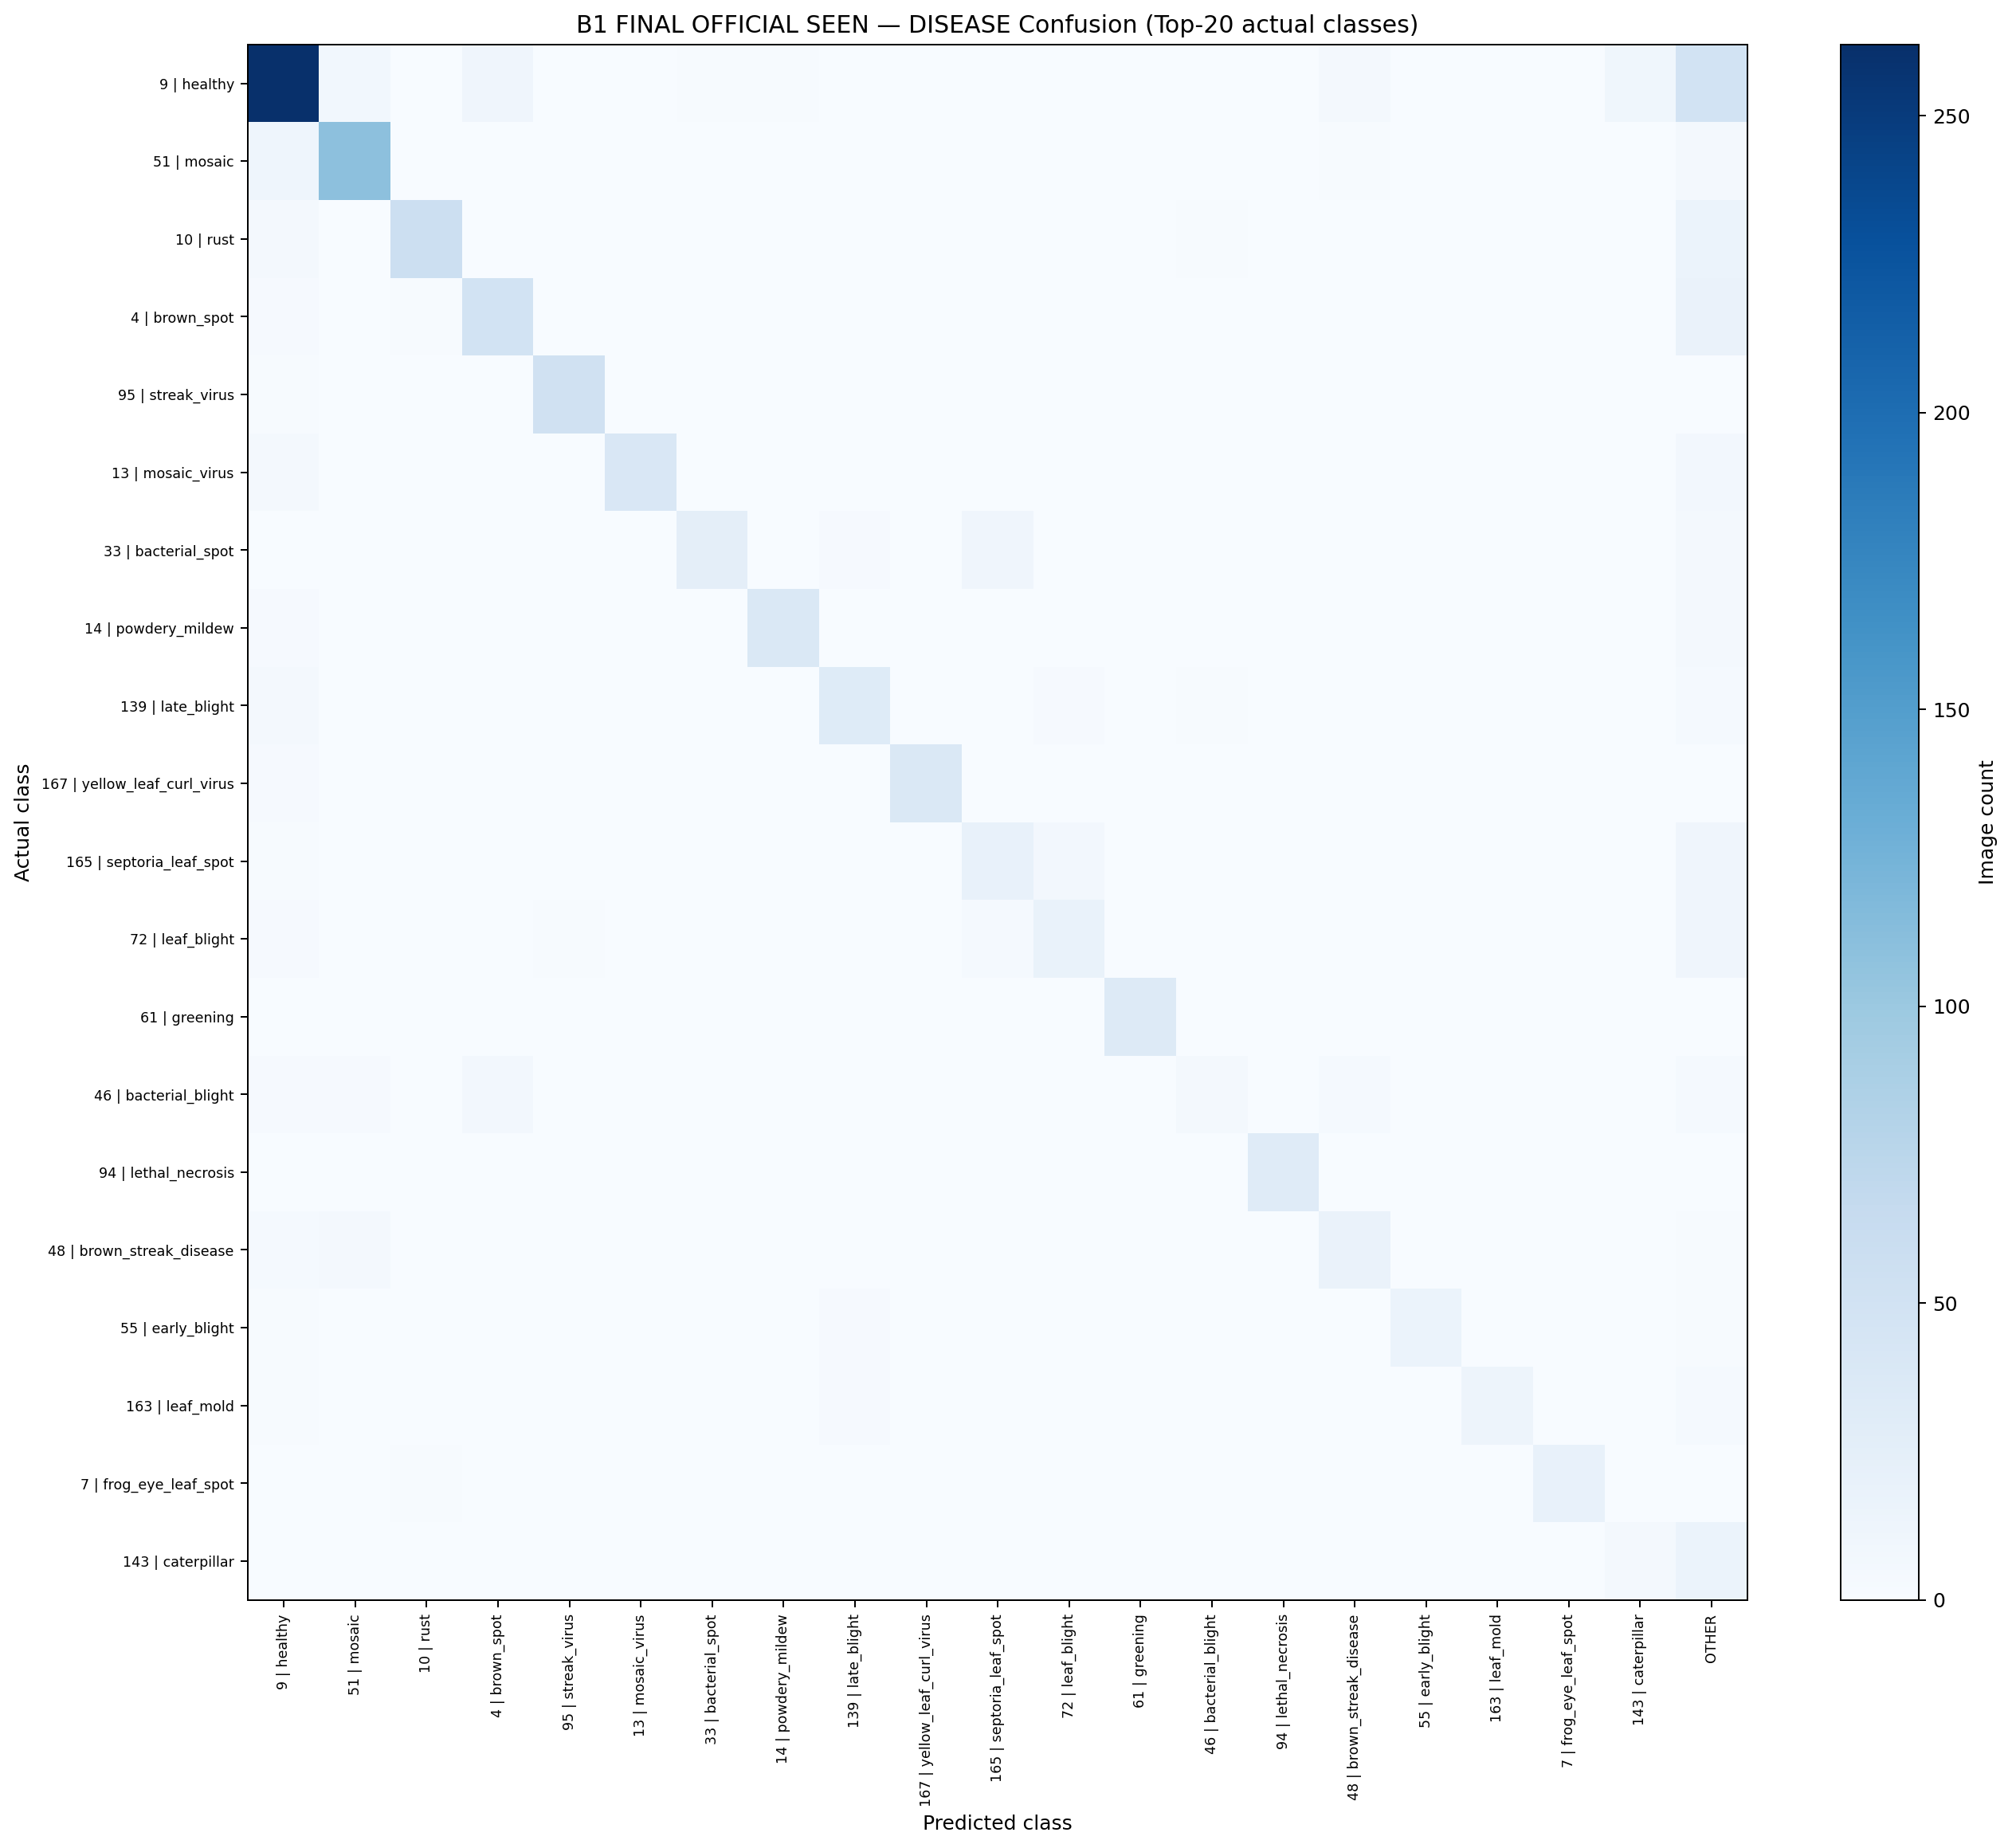 B1 FINAL OFFICIAL SEEN — DISEASE Confusion (Top-20 actual classes)
Actual class
9 | healthy
51 | mosaic
10 | rust
4 | brown_spot
95 | streak_virus
13 | mosaic_virus
33 | bacterial_spot
14 | powdery_mildew
139 | late_blight
167 | yellow_leaf_curl_virus
165 | septoria_leaf_spot
72 | leaf_blight
61 | greening
46 | bacterial_blight
94 | lethal_necrosis
48 | brown_streak_disease
55 | early_blight
163 | leaf_mold
7 | frog_eye_leaf_spot
143 | caterpillar
9 | healthy
51 | mosaic
10 | rust
4 | brown_spot
95 | streak_virus
13 | mosaic_virus
33 | bacterial_spot
14 | powdery_mildew
139 | late_blight
167 | yellow_leaf_curl_virus
165 | septoria_leaf_spot
72 | leaf_blight
61 | greening
46 | bacterial_blight
94 | lethal_necrosis
48 | brown_streak_disease
55 | early_blight
163 | leaf_mold
7 | frog_eye_leaf_spot
143 | caterpillar
OTHER
Predicted class
250
200
150
100
50
0
Image count